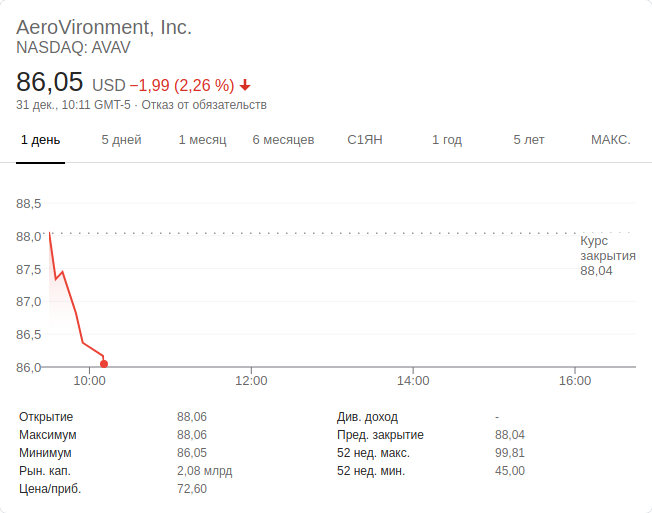 AeroVironment, Inc.
NASDAQ: AVAV
86,05 USD −1,99 (2,26 %)
31 дек., 10:11 GMT-5 · Отказ от обязательств
1 день 5 дней 1 месяц 6 месяцев С1ЯН 1 год 5 лет МАКС.
88,5
88,0
Курс
закрытия
88,04
87,5
87,0
86,5
86,0
10:00 12:00 14:00 16:00
Открытие 88,06 Див. доход -
Максимум 88,06 Пред. закрытие 88,04
Минимум 86,05 52 нед. макс. 99,81
Рын. кап. 2,08 млрд 52 нед. мин. 45,00
Цена/приб. 72,60